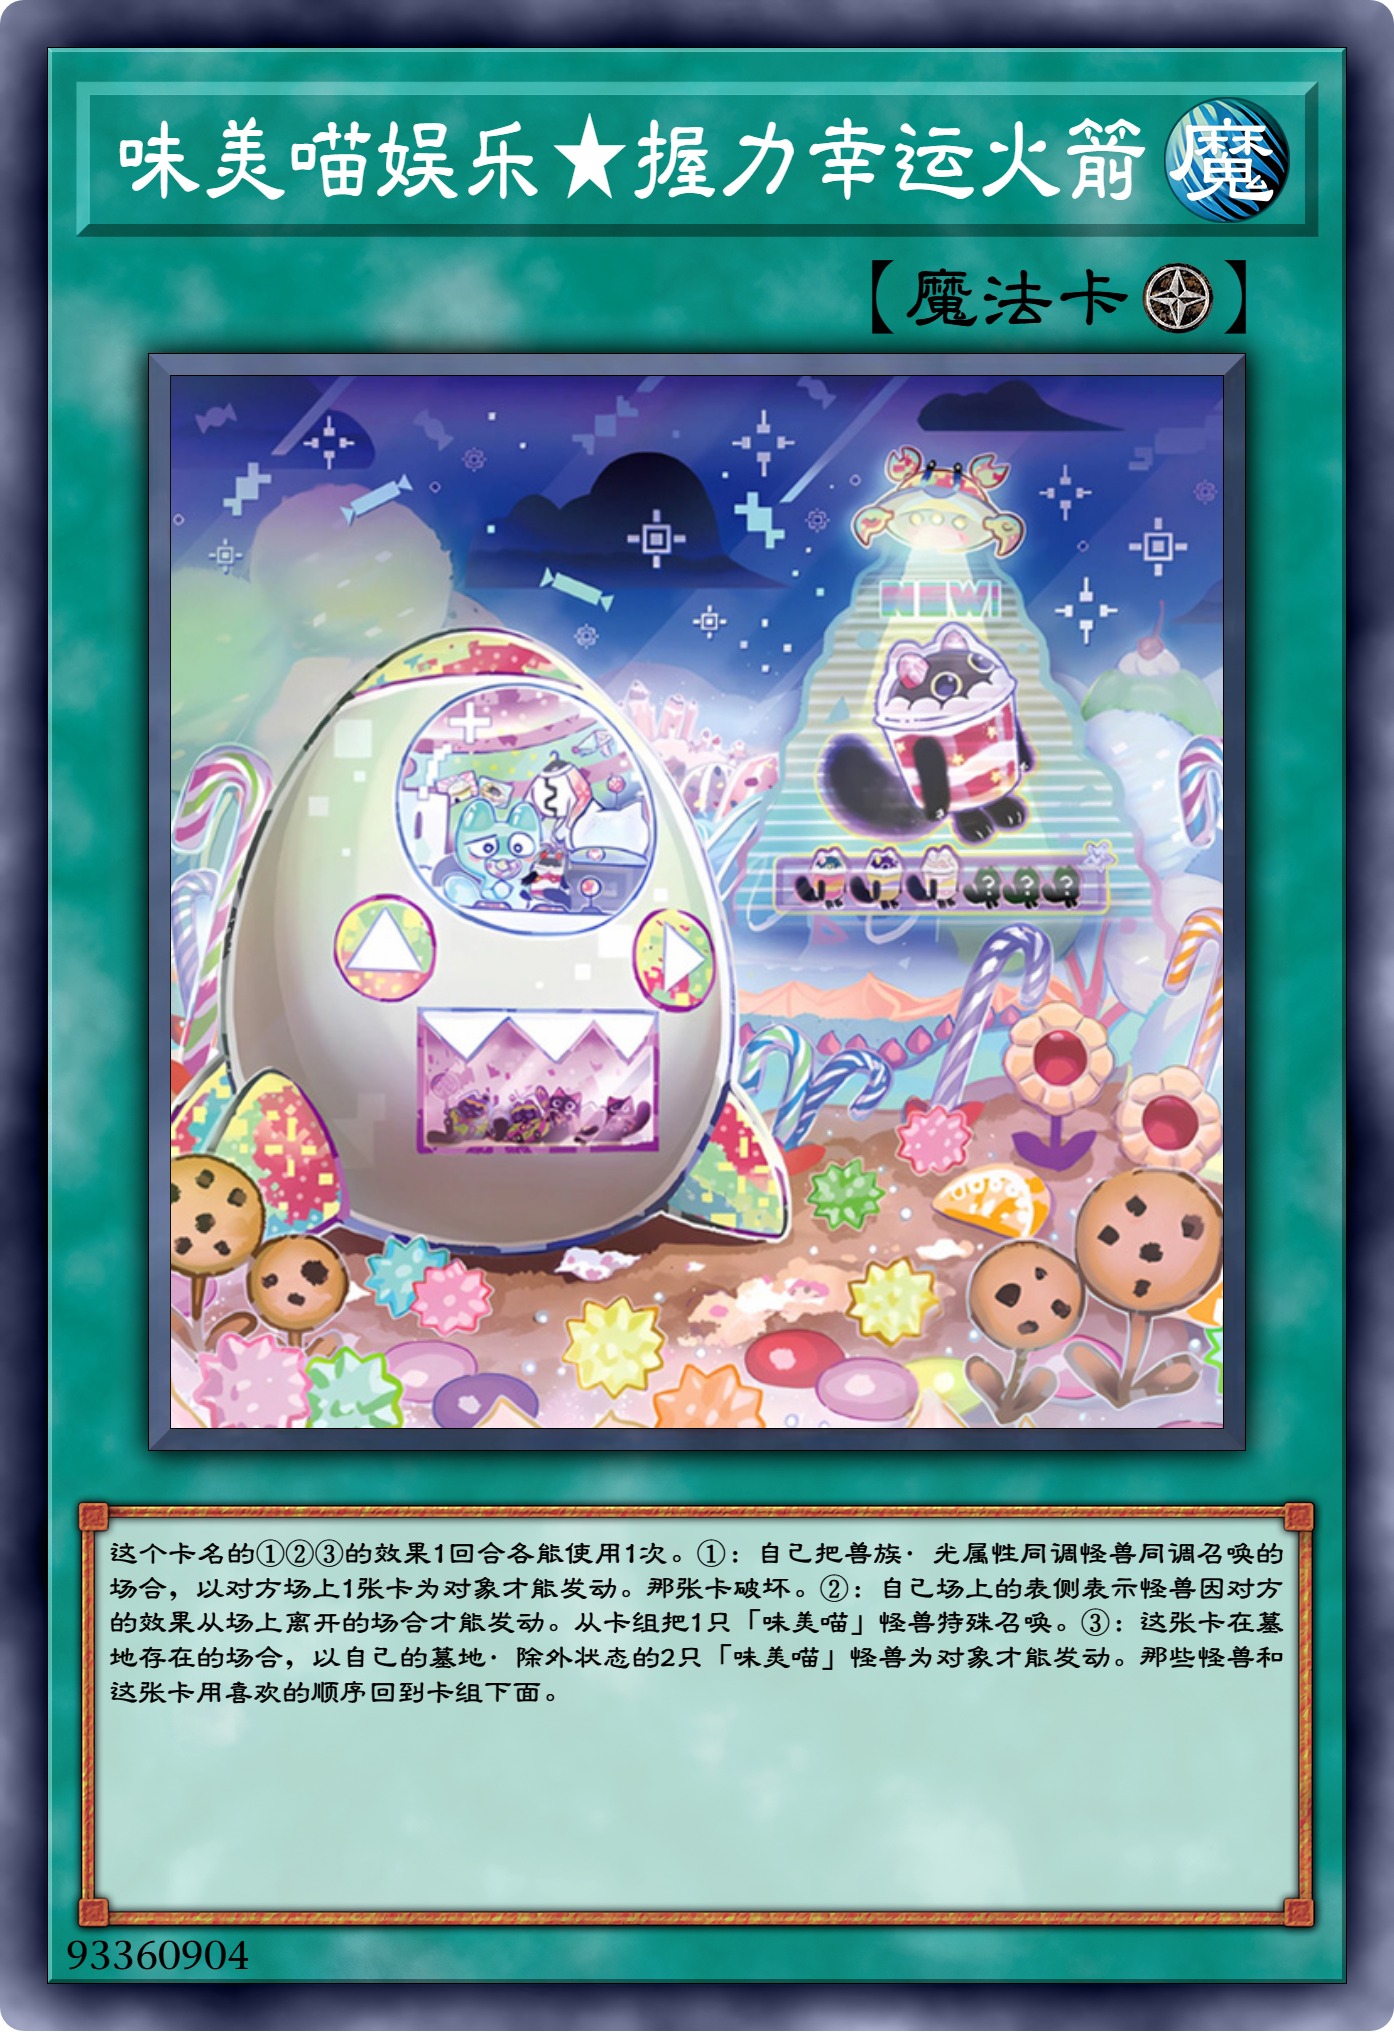 味美喵娱乐★握力幸运火箭 魔
【魔法卡】
NEW!
???
这个卡名的①②③的效果1回合各能使用1次。①：自己把兽族·光属性同调怪兽同调召唤的
场合，以对方场上1张卡为对象才能发动。那张卡破坏。②：自己场上的表侧表示怪兽因对方
的效果从场上离开的场合才能发动。从卡组把1只「味美喵」怪兽特殊召唤。③：这张卡在墓
地存在的场合，以自己的墓地·除外状态的2只「味美喵」怪兽为对象才能发动。那些怪兽和
这张卡用喜欢的顺序回到卡组下面。
93360904